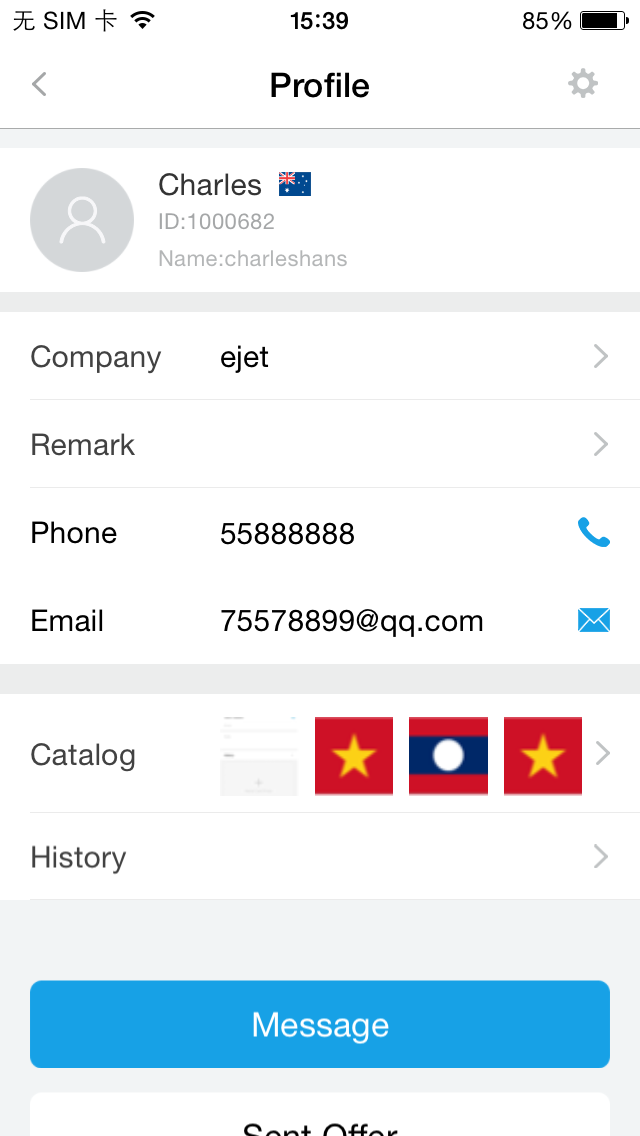 无 SIM 卡 15:39 85%
Profile
Charles
ID:1000682
Name:charleshans
Company ejet
Remark
Phone 55888888
Email 75578899@qq.com
Catalog
History
Message
Sent Offer